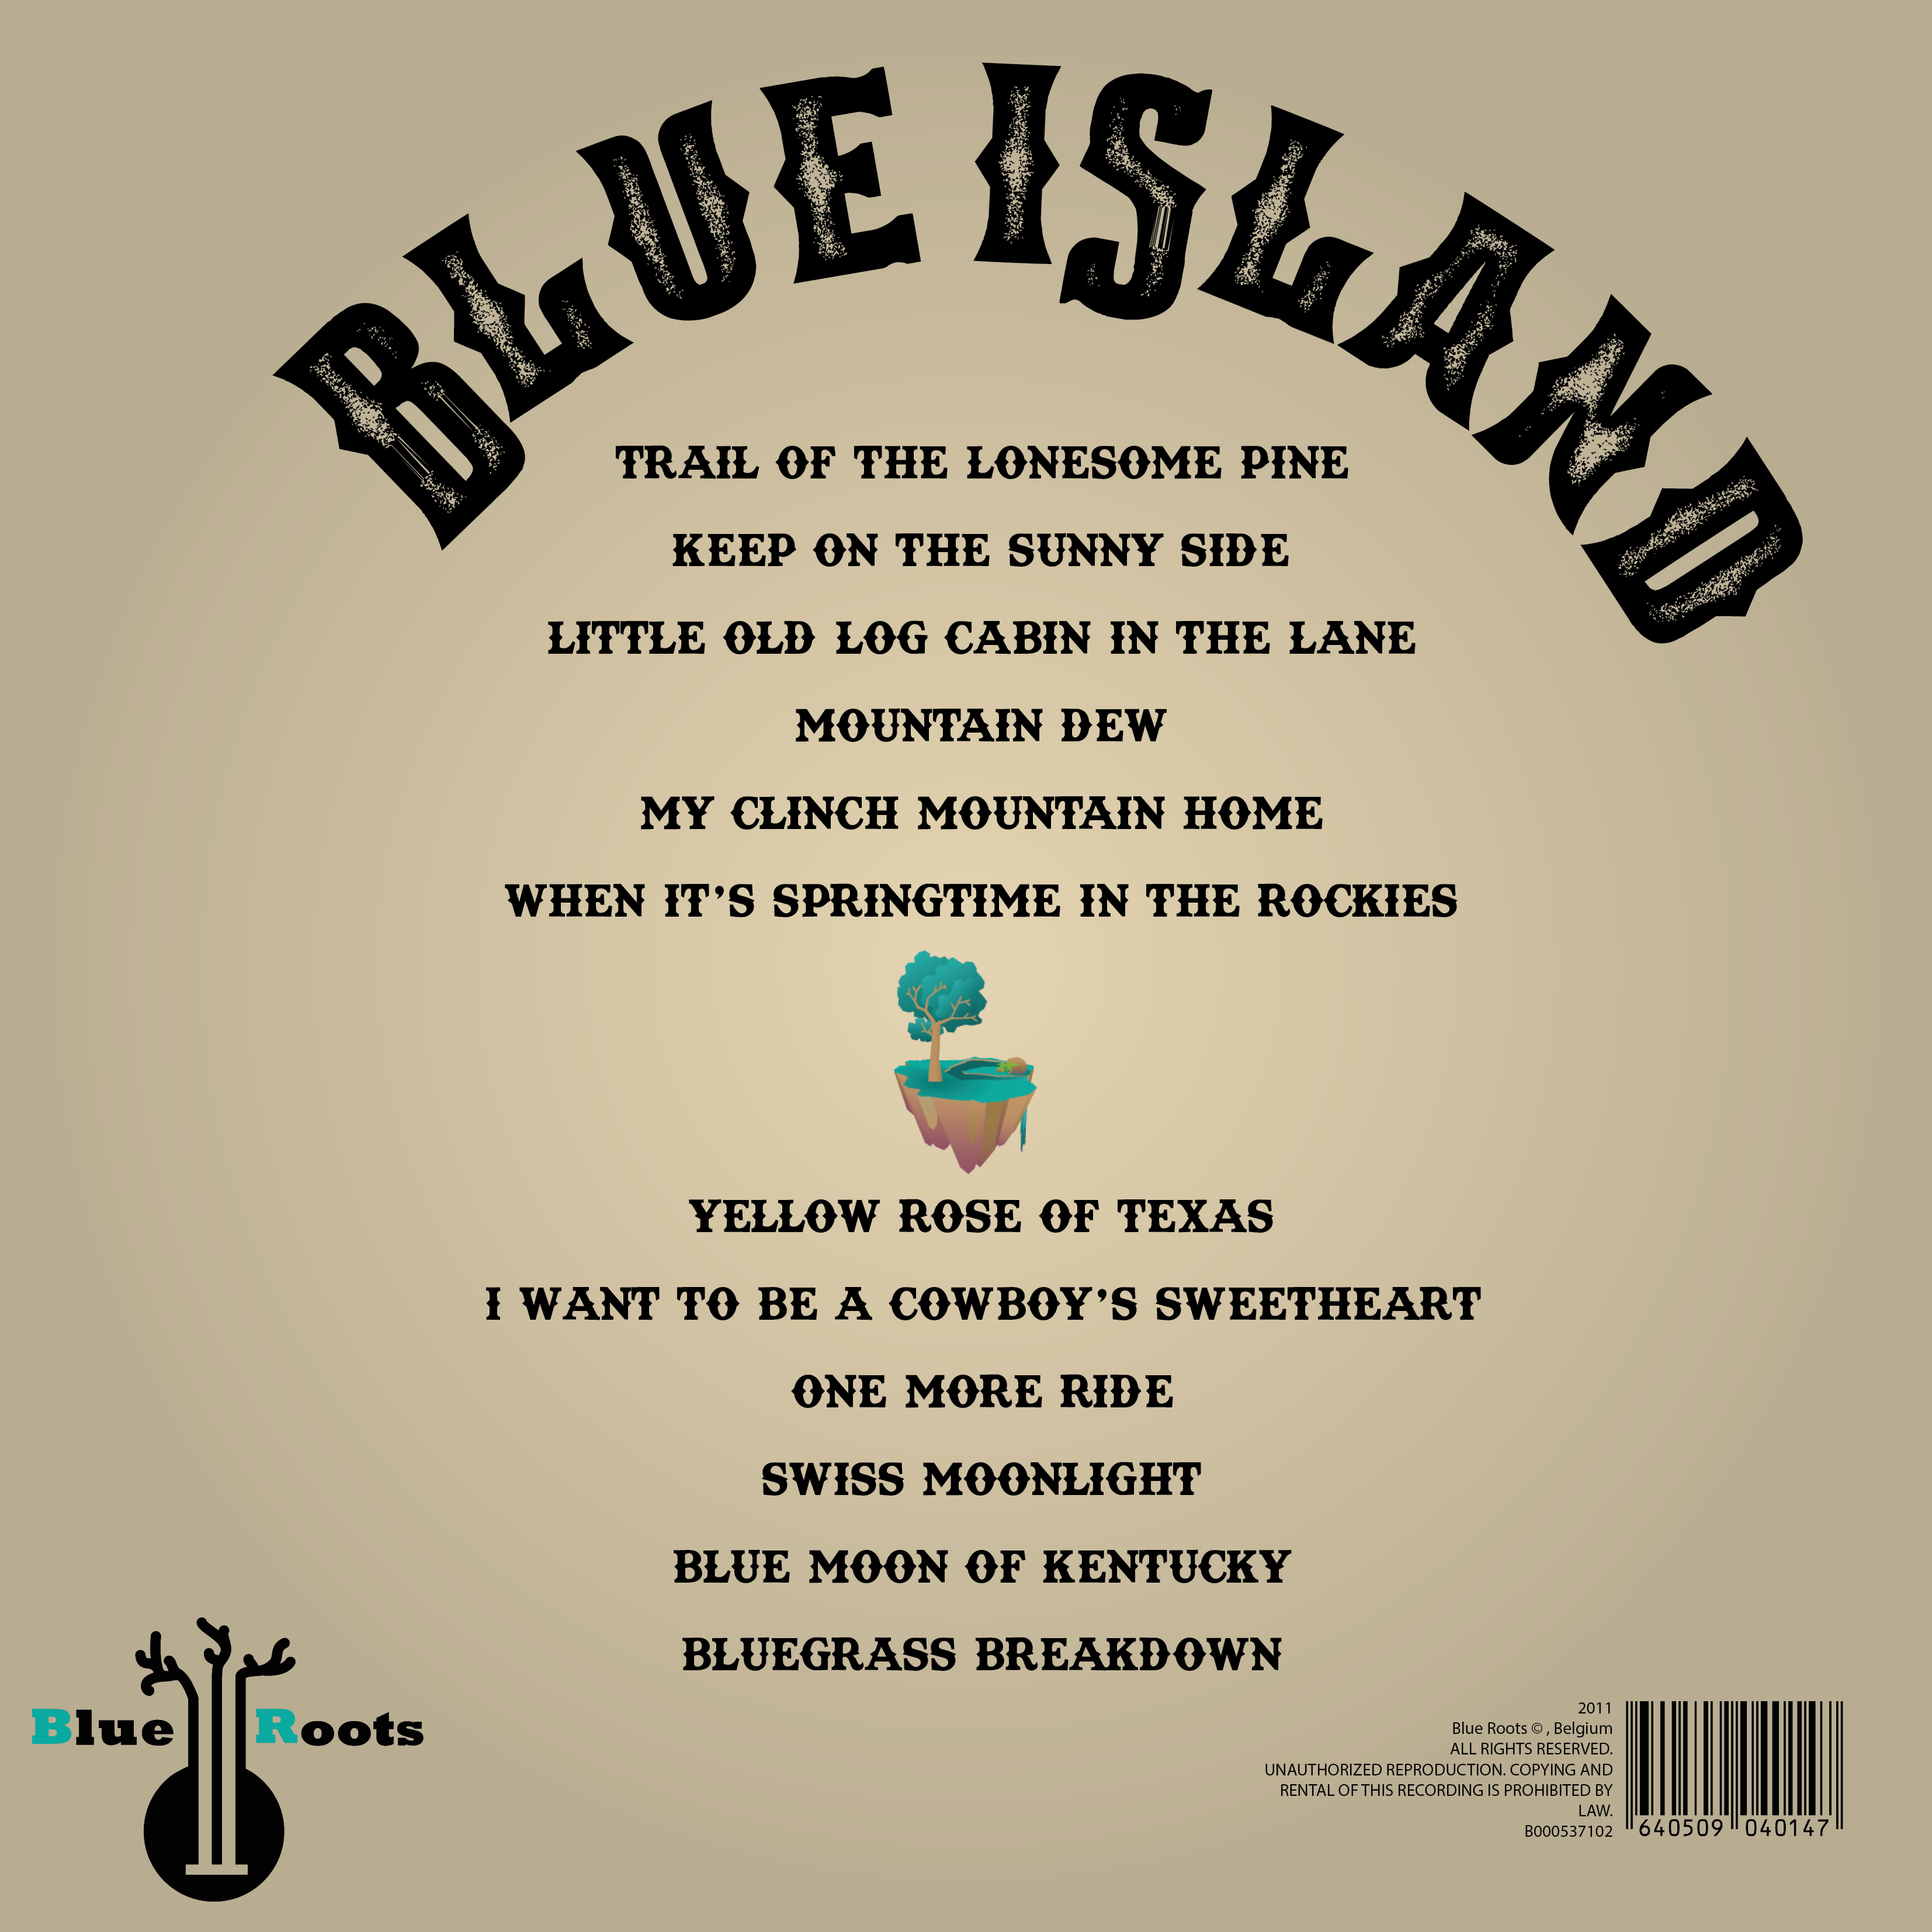 BLUE ISLAND
TRAIL OF THE LONESOME PINE
KEEP ON THE SUNNY SIDE
LITTLE OLD LOG CABIN IN THE LANE
MOUNTAIN DEW
MY CLINCH MOUNTAIN HOME
WHEN IT’S SPRINGTIME IN THE ROCKIES
YELLOW ROSE OF TEXAS
I WANT TO BE A COWBOY’S SWEETHEART
ONE MORE RIDE
SWISS MOONLIGHT
BLUE MOON OF KENTUCKY
BLUEGRASS BREAKDOWN
Blue Roots
2011
Blue Roots © , Belgium
ALL RIGHTS RESERVED.
UNAUTHORIZED REPRODUCTION. COPYING AND
RENTAL OF THIS RECORDING IS PROHIBITED BY
LAW.
B000537102
640509 040147